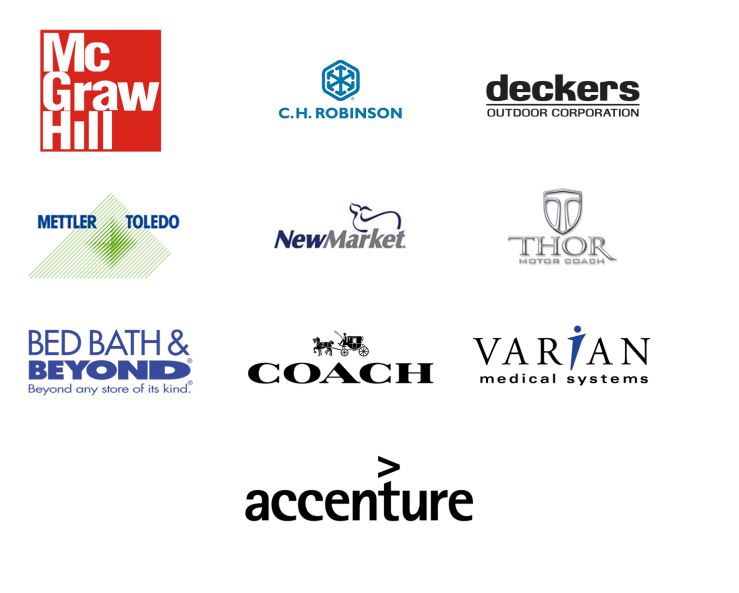 Mc
Graw
Hill
C.H. ROBINSON
deckers
OUTDOOR CORPORATION
METTLER TOLEDO
NewMarket
THOR
MOTOR COACH
BED BATH &
BEYOND®
Beyond any store of its kind.®
COACH
VARIAN
medical systems
>
accenture